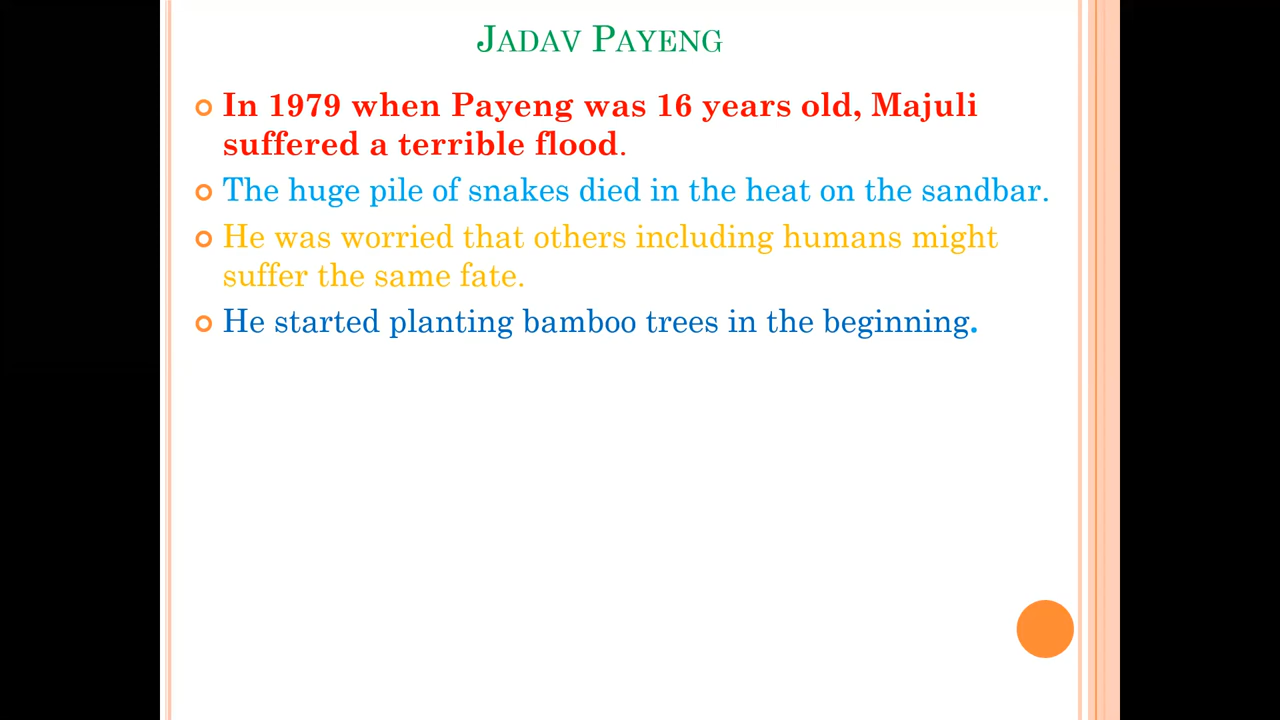 Jadav Payeng
In 1979 when Payeng was 16 years old, Majuli
suffered a terrible flood.
The huge pile of snakes died in the heat on the sandbar.
He was worried that others including humans might
suffer the same fate.
He started planting bamboo trees in the beginning.